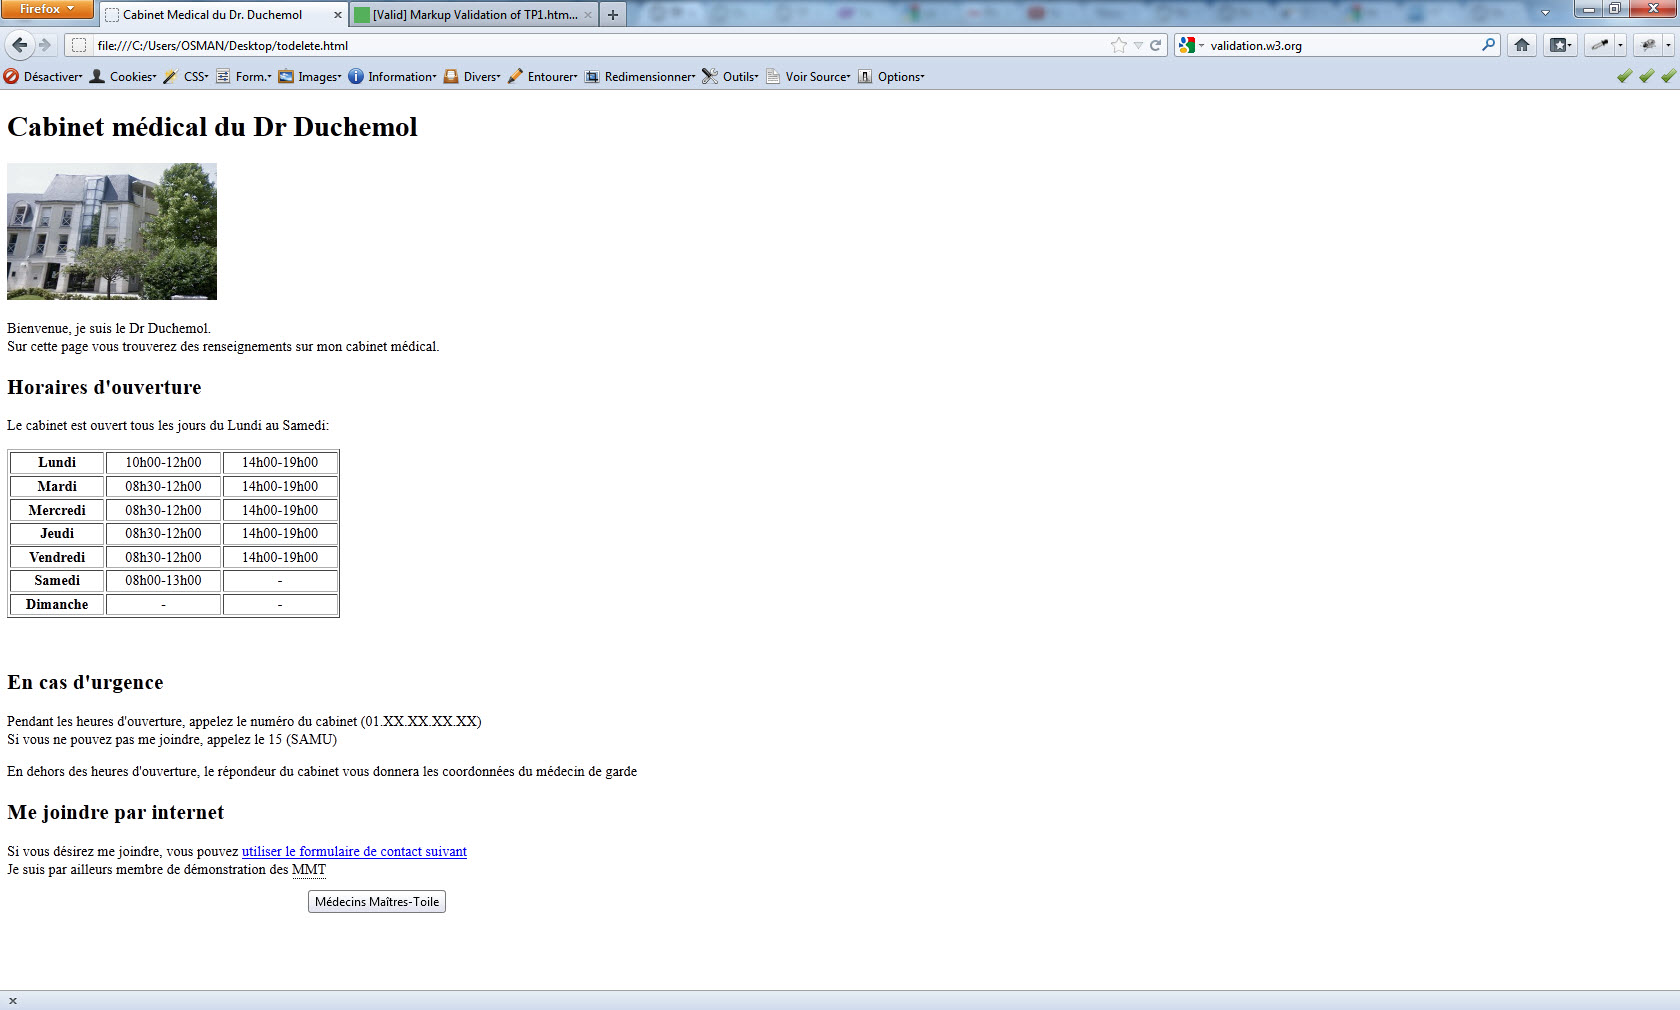 Firefox
Cabinet Medical du Dr. Duchemol
[Valid] Markup Validation of TP1.htm...
file:///C:/Users/OSMAN/Desktop/todelete.html
validation.w3.org
Désactiver Cookies CSS Form. Images Information Divers Entourer Redimensionner Outils Voir Source Options
Cabinet médical du Dr Duchemol
Bienvenue, je suis le Dr Duchemol.
Sur cette page vous trouverez des renseignements sur mon cabinet médical.
Horaires d'ouverture
Le cabinet est ouvert tous les jours du Lundi au Samedi:
Lundi 10h00-12h00 14h00-19h00
Mardi 08h30-12h00 14h00-19h00
Mercredi 08h30-12h00 14h00-19h00
Jeudi 08h30-12h00 14h00-19h00
Vendredi 08h30-12h00 14h00-19h00
Samedi 08h00-13h00 -
Dimanche - -
En cas d'urgence
Pendant les heures d'ouverture, appelez le numéro du cabinet (01.XX.XX.XX.XX)
Si vous ne pouvez pas me joindre, appelez le 15 (SAMU)
En dehors des heures d'ouverture, le répondeur du cabinet vous donnera les coordonnées du médecin de garde
Me joindre par internet
Si vous désirez me joindre, vous pouvez utiliser le formulaire de contact suivant
Je suis par ailleurs membre de démonstration des MMT
Médecins Maîtres-Toile